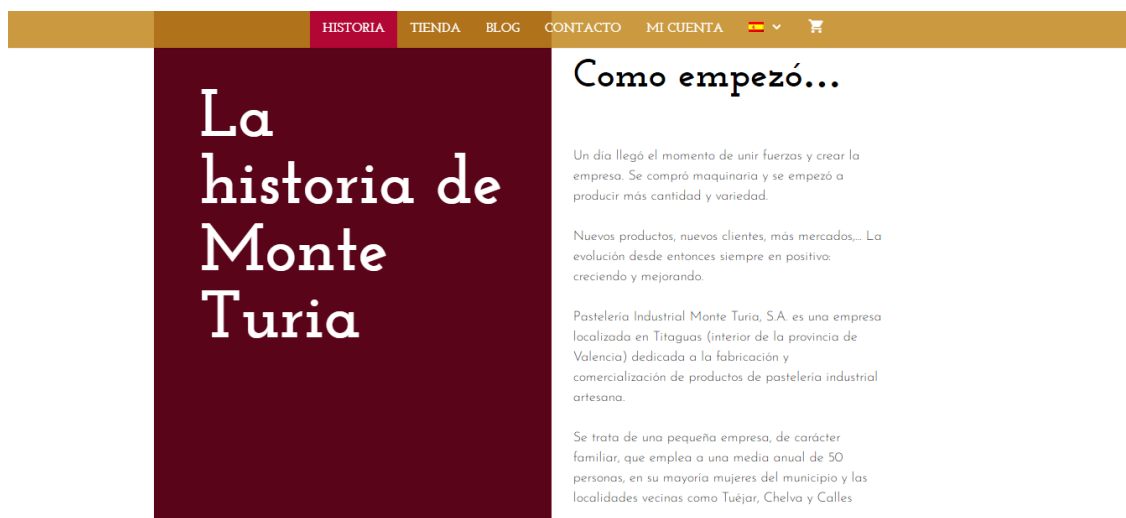 HISTORIA TIENDA BLOG CONTACTO MI CUENTA
La
historia de
Monte
Turia
Como empezó...
Un día llegó el momento de unir fuerzas y crear la
empresa. Se compró maquinaria y se empezó a
producir más cantidad y variedad.
Nuevos productos, nuevos clientes, más mercados,... La
evolución desde entonces siempre en positivo:
creciendo y mejorando.
Pastelería Industrial Monte Turia, S.A. es una empresa
localizada en Titaguas (interior de la provincia de
Valencia) dedicada a la fabricación y
comercialización de productos de pastelería industrial
artesana.
Se trata de una pequeña empresa, de carácter
familiar, que emplea a una media anual de 50
personas, en su mayoría mujeres del municipio y las
localidades vecinas como Tuéjar, Chelva y Calles